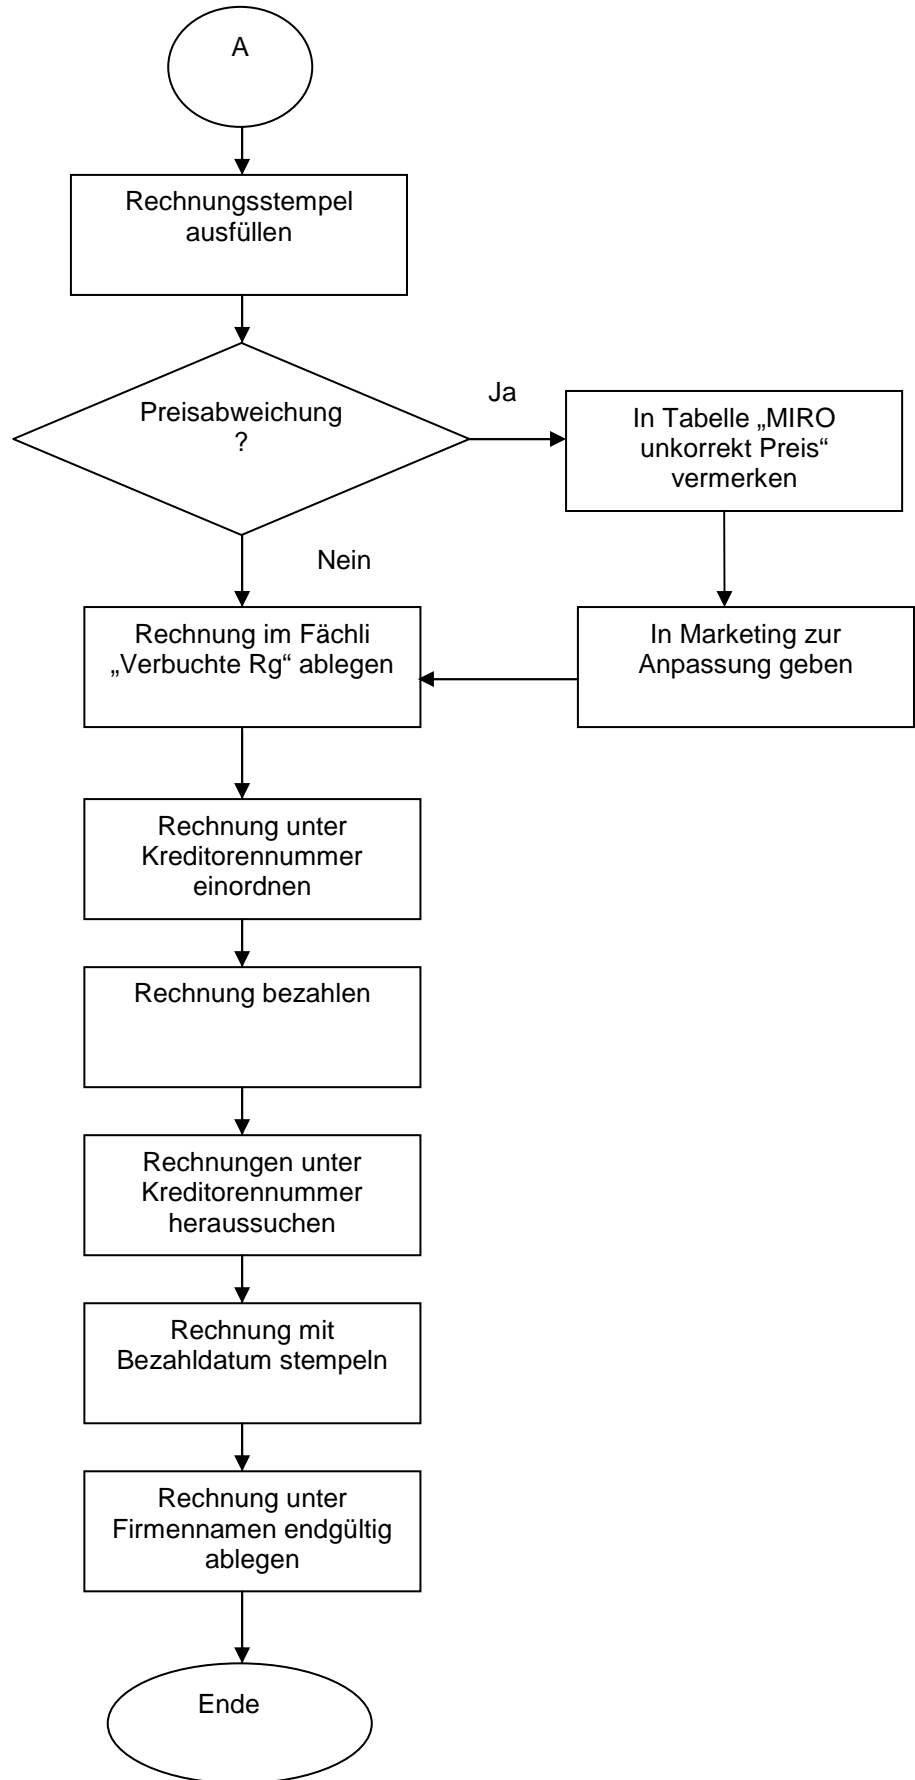 A
Rechnungsstempel
ausfüllen
Preisabweichung
?
Ja
In Tabelle „MIRO
unkorrekt Preis“
vermerken
Nein
Rechnung im Fächli
„Verbuchte Rg“ ablegen
In Marketing zur
Anpassung geben
Rechnung unter
Kreditorennummer
einordnen
Rechnung bezahlen
Rechnungen unter
Kreditorennummer
heraussuchen
Rechnung mit
Bezahldatum stempeln
Rechnung unter
Firmennamen endgültig
ablegen
Ende